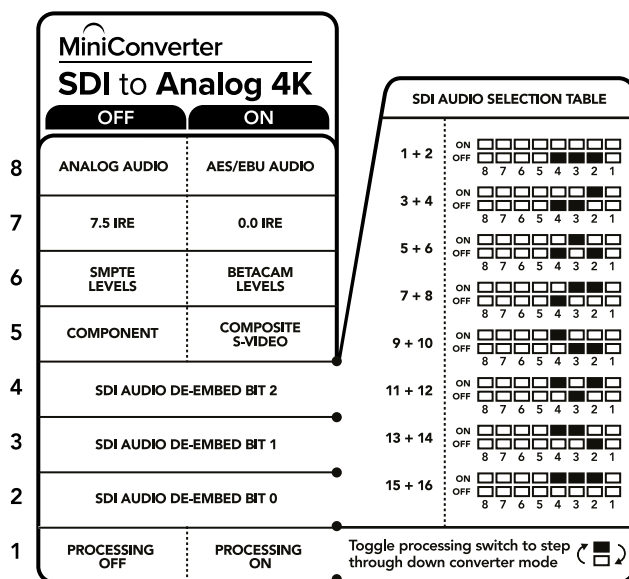 MiniConverter
SDI to Analog 4K
OFF ON
8 ANALOG AUDIO AES/EBU AUDIO
7 7.5 IRE 0.0 IRE
6 SMPTE LEVELS BETACAM LEVELS
5 COMPONENT COMPOSITE S-VIDEO
4 SDI AUDIO DE-EMBED BIT 2
3 SDI AUDIO DE-EMBED BIT 1
2 SDI AUDIO DE-EMBED BIT 0
1 PROCESSING OFF PROCESSING ON
SDI AUDIO SELECTION TABLE
1 + 2 ON
OFF
8 7 6 5 4 3 2 1
3 + 4 ON
OFF
8 7 6 5 4 3 2 1
5 + 6 ON
OFF
8 7 6 5 4 3 2 1
7 + 8 ON
OFF
8 7 6 5 4 3 2 1
9 + 10 ON
OFF
8 7 6 5 4 3 2 1
11 + 12 ON
OFF
8 7 6 5 4 3 2 1
13 + 14 ON
OFF
8 7 6 5 4 3 2 1
15 + 16 ON
OFF
8 7 6 5 4 3 2 1
Toggle processing switch to step
through down converter mode